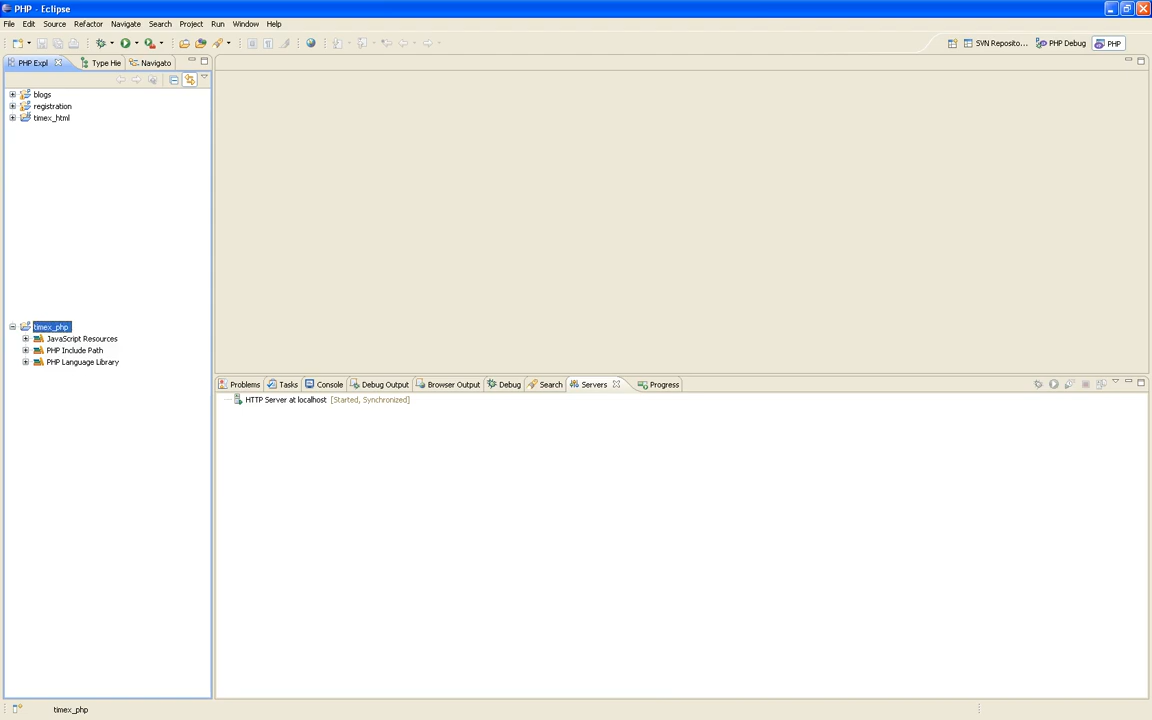 PHP - Eclipse
File Edit Source Refactor Navigate Search Project Run Window Help
SVN Reposito... PHP Debug PHP
PHP Expl Type Hie Navigato
blogs
registration
timex_html
timex_php
JavaScript Resources
PHP Include Path
PHP Language Library
Problems Tasks Console Debug Output Browser Output Debug Search Servers Progress
HTTP Server at localhost [Started, Synchronized]
timex_php